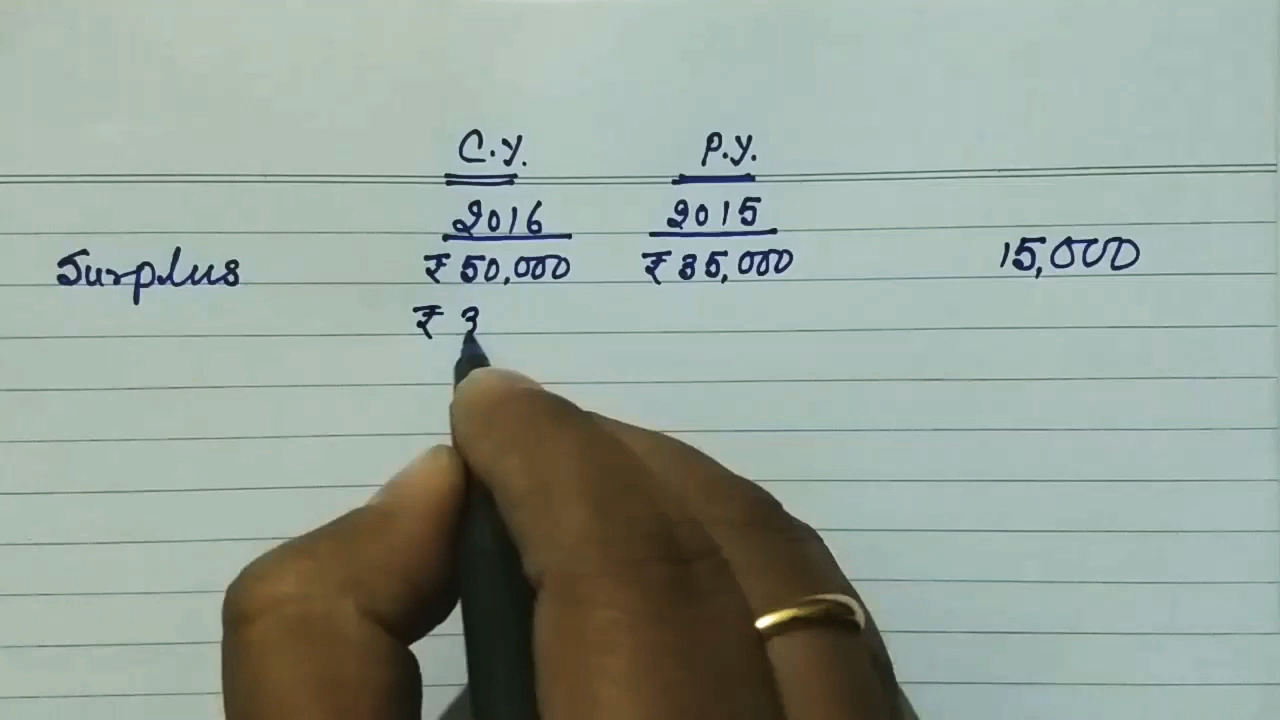 C.Y. P.Y.
2016 2015
Surplus ₹ 50,000 ₹ 35,000 15,000
₹ 3